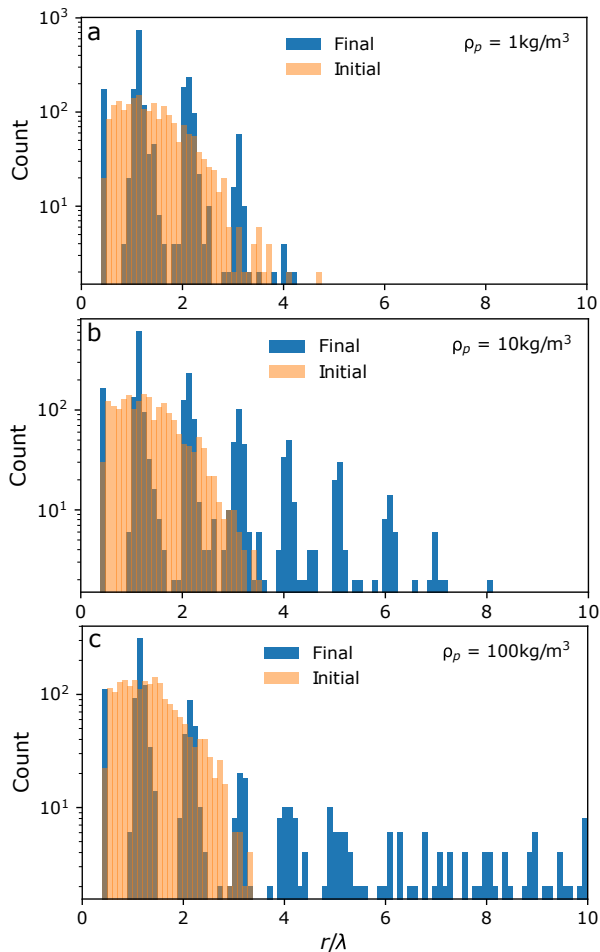 a
Final
Initial
ρₚ = 1kg/m³
Count
10³
10²
10¹
0 2 4 6 8 10
b
Final
Initial
ρₚ = 10kg/m³
Count
10²
10¹
0 2 4 6 8 10
c
Final
Initial
ρₚ = 100kg/m³
Count
10²
10¹
0 2 4 6 8 10
r/λ